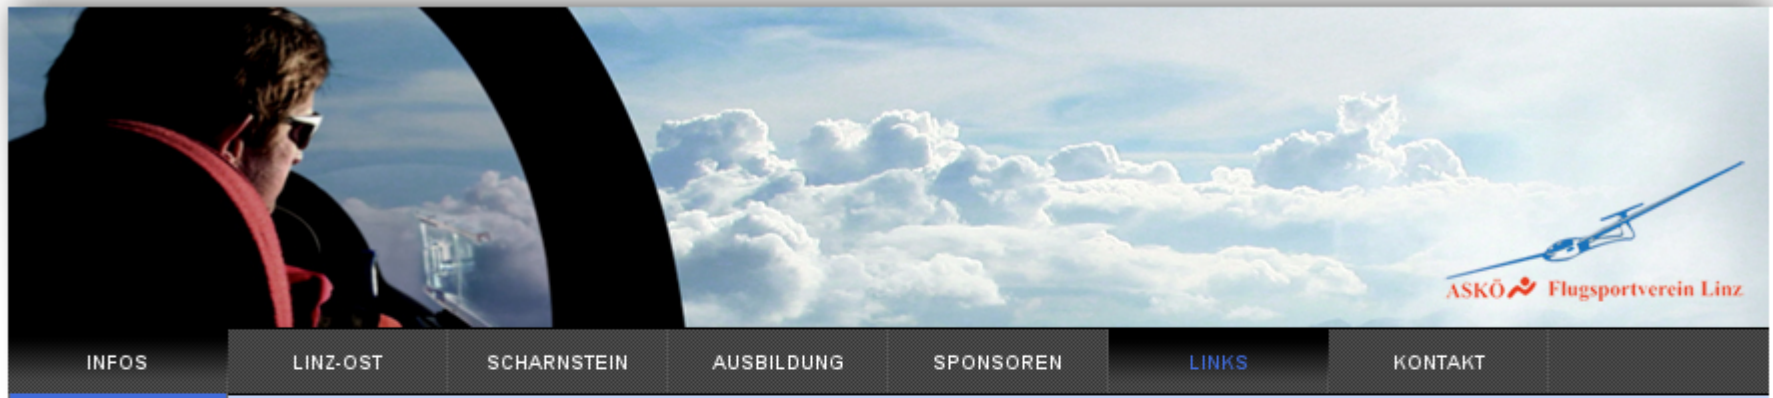 ASKÖ Flugsportverein Linz
INFOS LINZ-OST SCHARNSTEIN AUSBILDUNG SPONSOREN LINKS KONTAKT